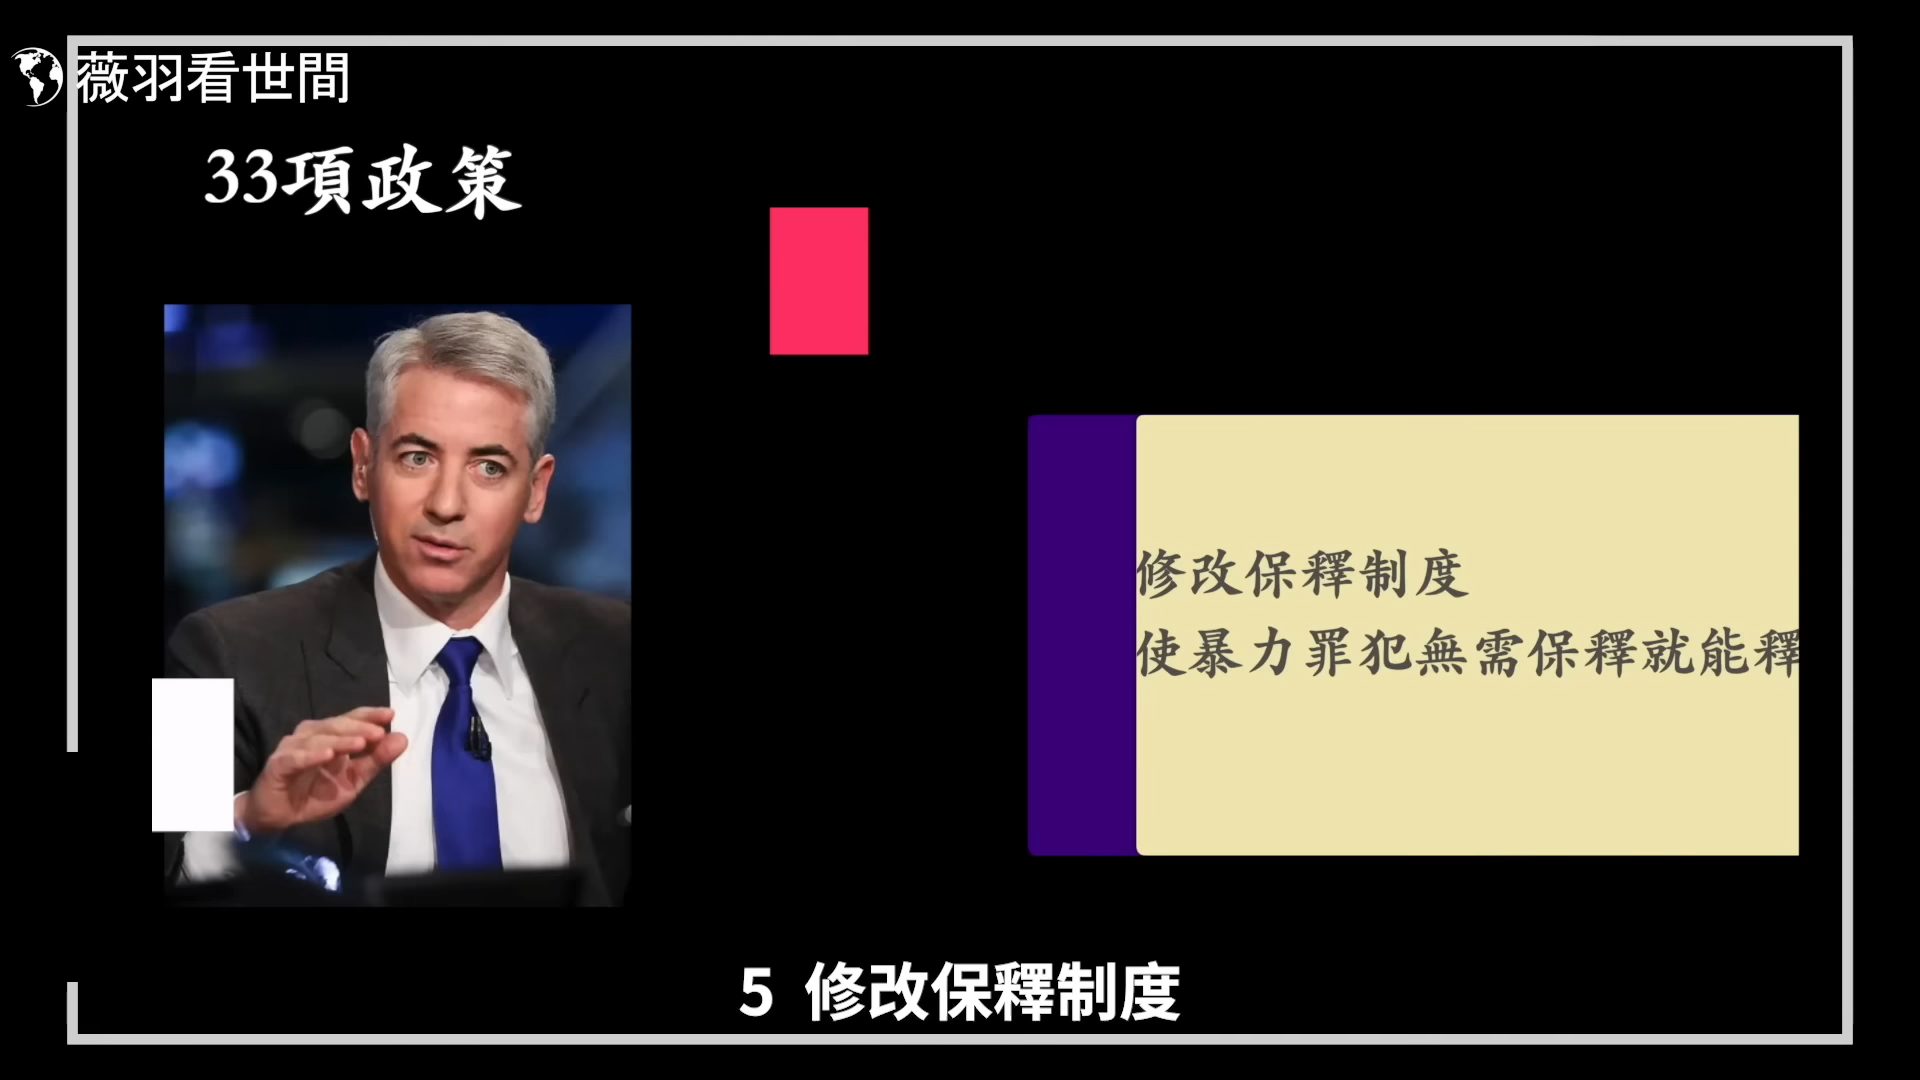 薇羽看世間
33項政策
修改保釋制度
使暴力罪犯無需保釋就能釋
5 修改保釋制度